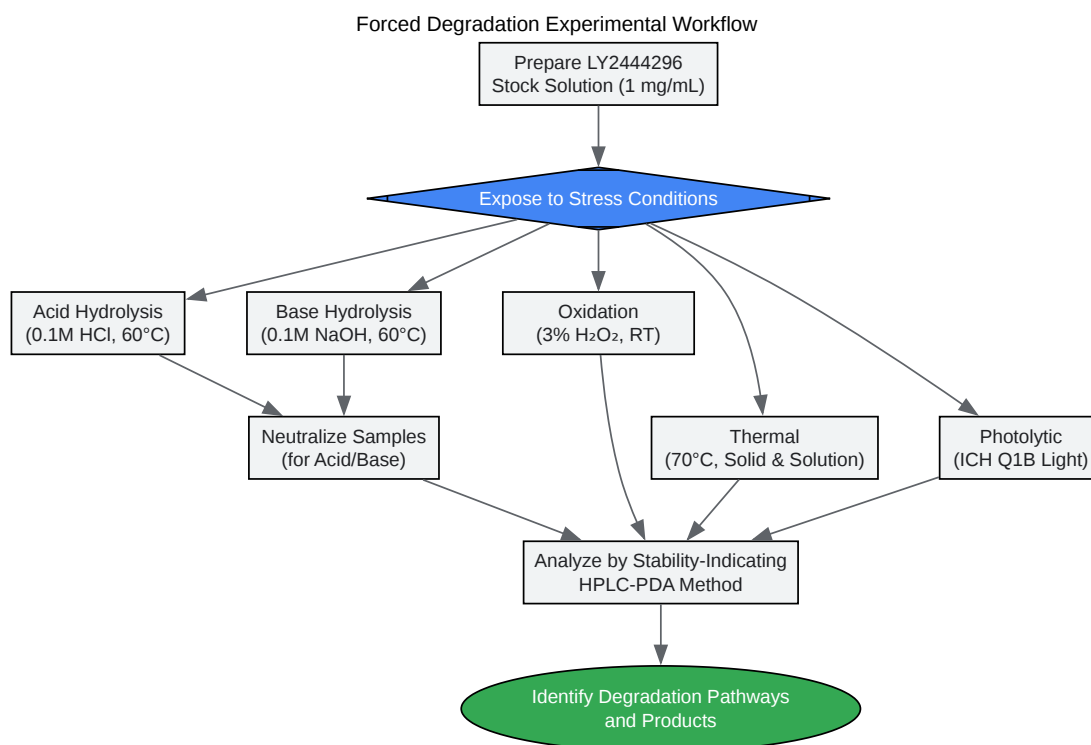 Forced Degradation Experimental Workflow
Prepare LY2444296
Stock Solution (1 mg/mL)
Expose to Stress Conditions
Acid Hydrolysis
(0.1M HCl, 60°C)
Base Hydrolysis
(0.1M NaOH, 60°C)
Oxidation
(3% H₂O₂, RT)
Neutralize Samples
(for Acid/Base)
Thermal
(70°C, Solid & Solution)
Photolytic
(ICH Q1B Light)
Analyze by Stability-Indicating
HPLC-PDA Method
Identify Degradation Pathways
and Products